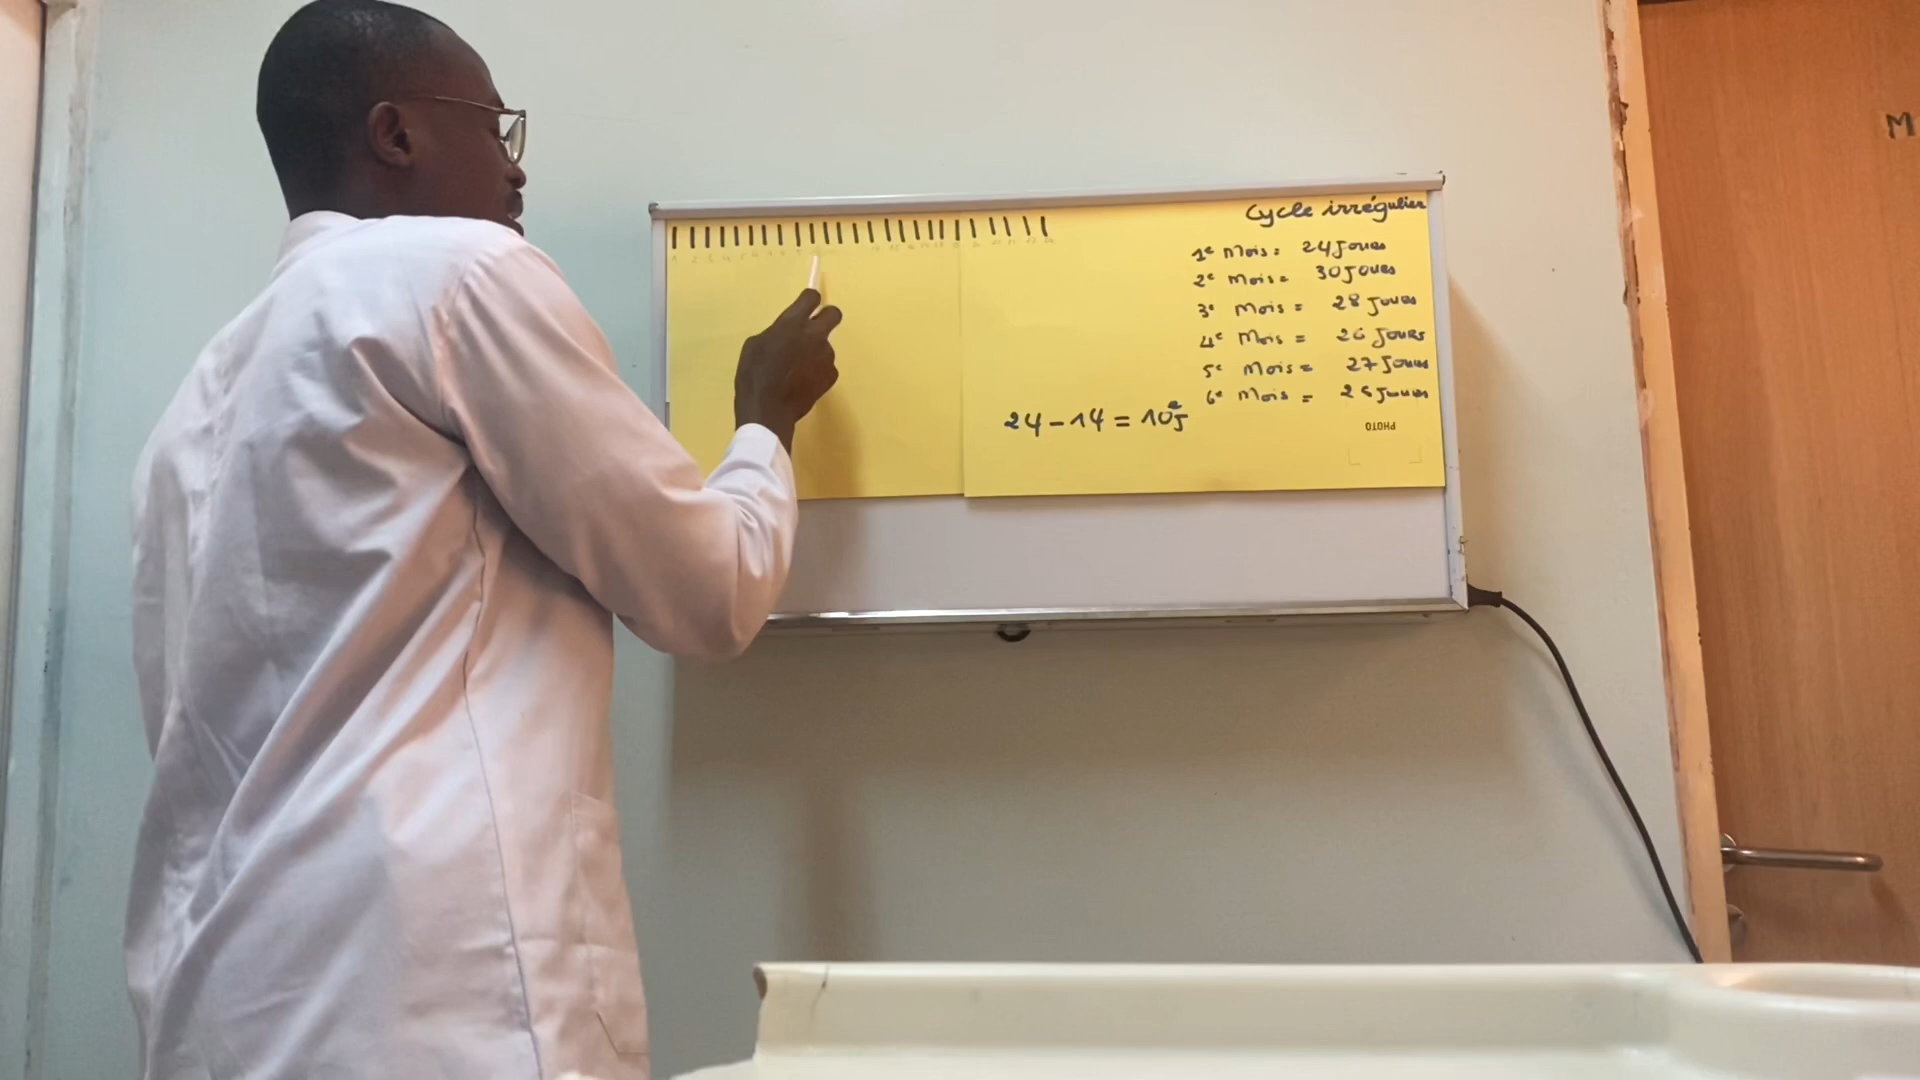 Cycle irrégulier
1e Mois = 24 Jours
2e Mois = 30 Jours
3e Mois = 28 Jours
4e Mois = 26 Jours
5e Mois = 27 Jours
6e Mois = Jours
24 - 14 = 10e J
PHOTO
M